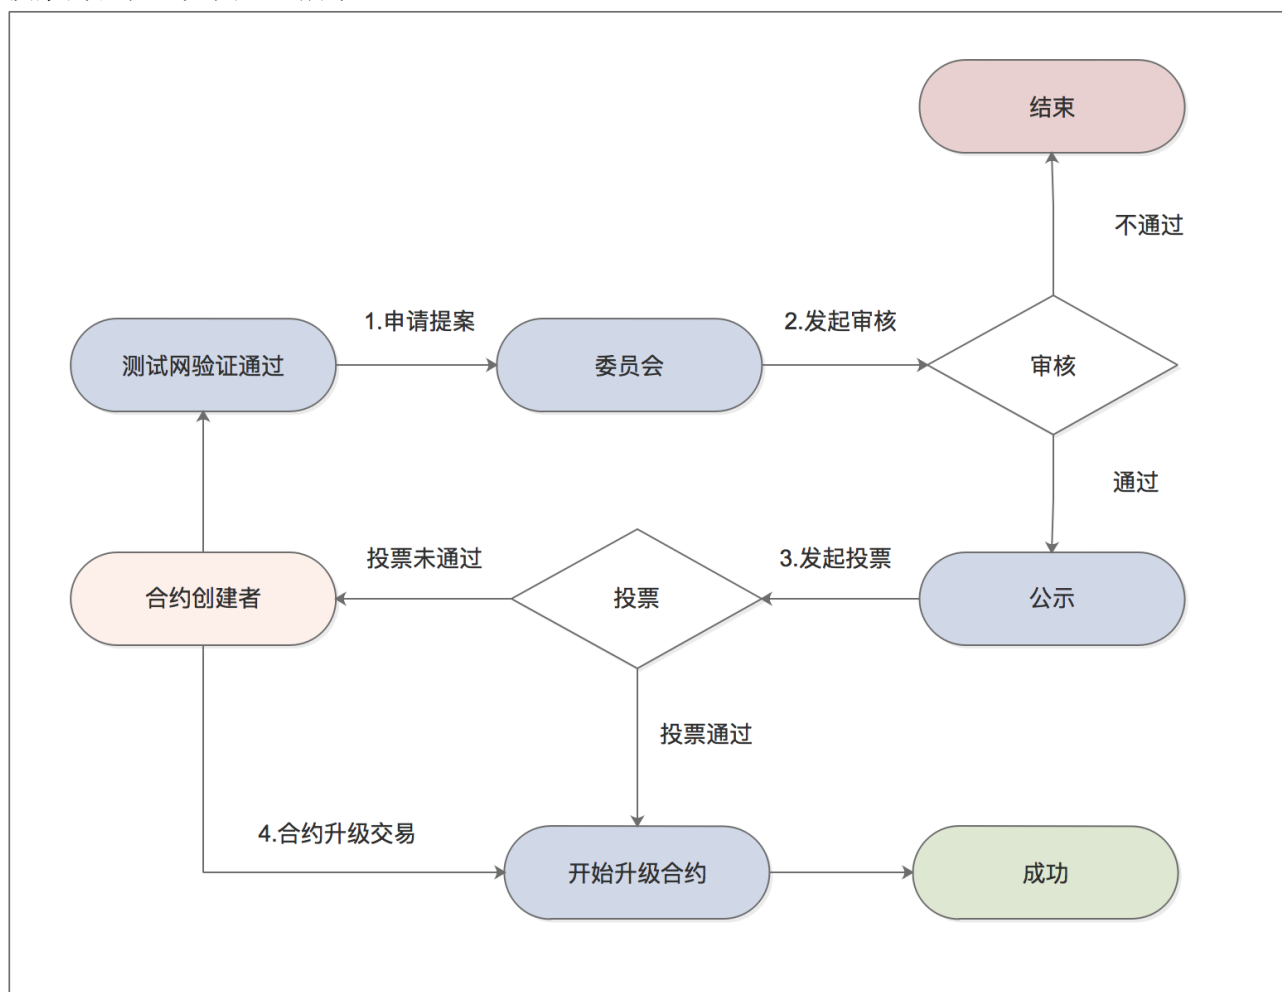 结束
不通过
1.申请提案
2.发起审核
测试网验证通过
委员会
审核
通过
投票未通过
3.发起投票
合约创建者
投票
公示
投票通过
4.合约升级交易
开始升级合约
成功